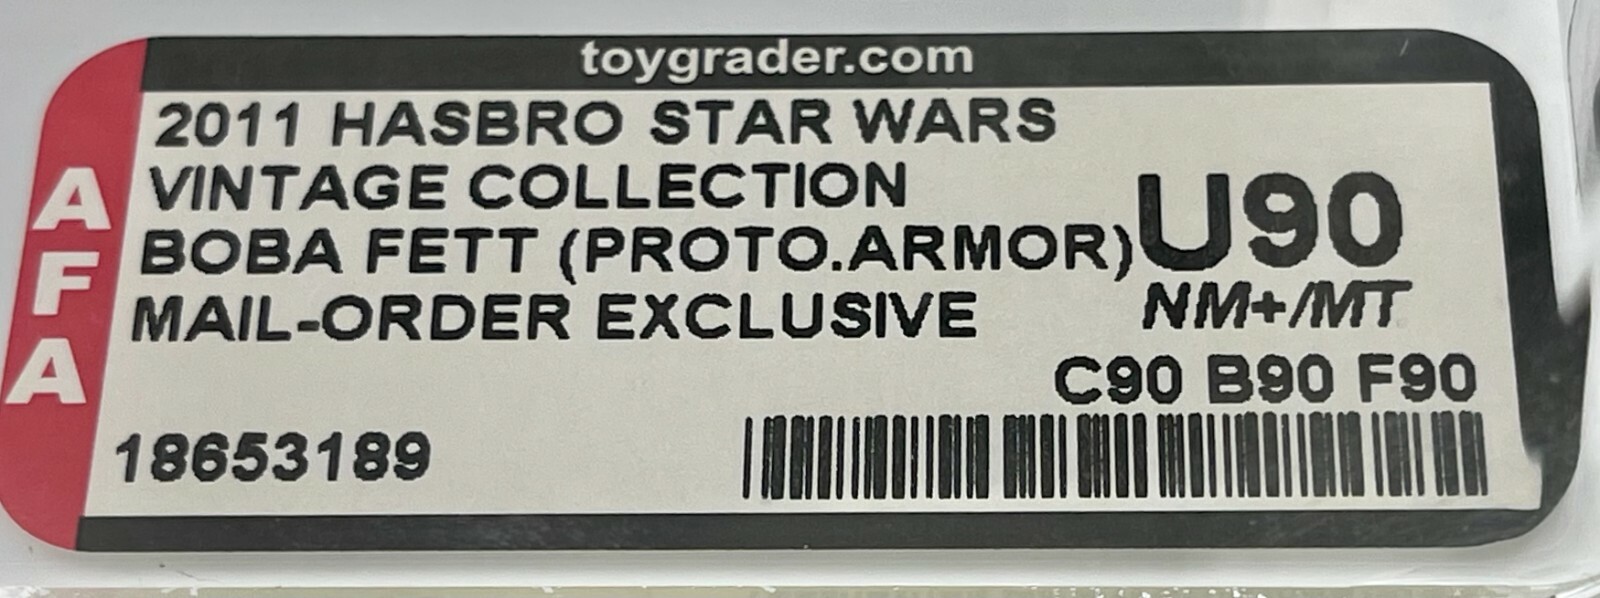 toygrader.com
AFA
2011 HASBRO STAR WARS
VINTAGE COLLECTION
BOBA FETT (PROTO.ARMOR)
MAIL-ORDER EXCLUSIVE
U90
NM+/MT
C90 B90 F90
18653189